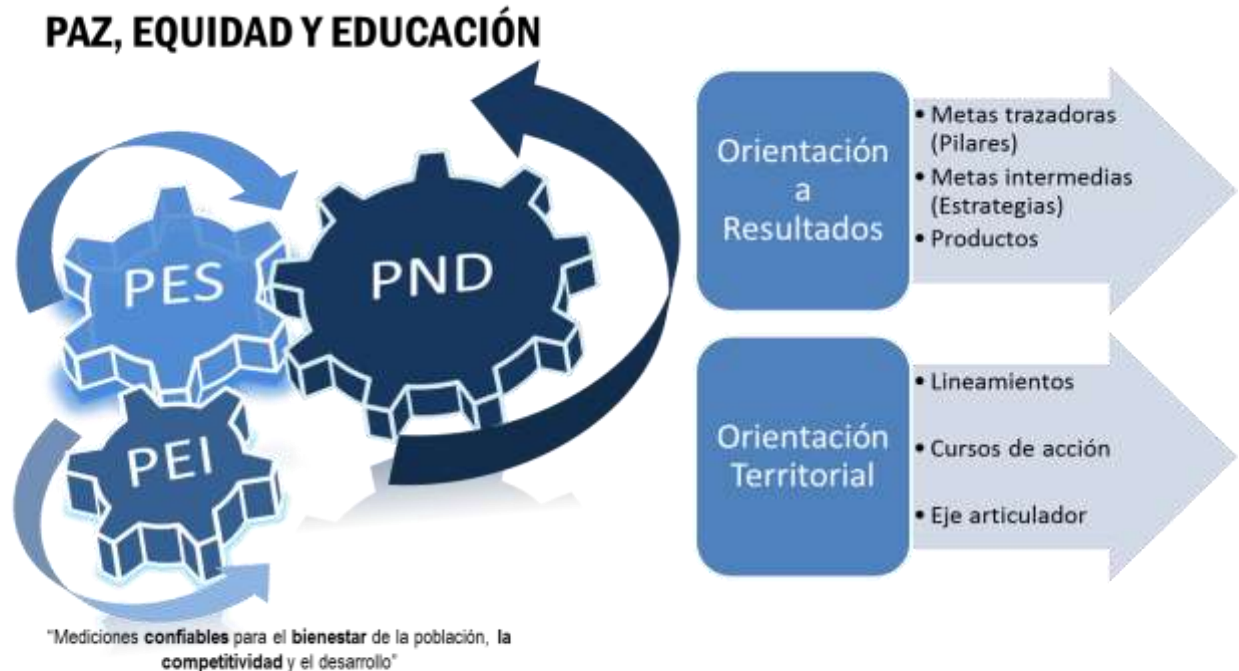 PAZ, EQUIDAD Y EDUCACIÓN
PES
PND
PEI
"Mediciones confiables para el bienestar de la población, la
competitividad y el desarrollo"
Orientación
a
Resultados
• Metas trazadoras
(Pilares)
• Metas intermedias
(Estrategias)
• Productos
Orientación
Territorial
• Lineamientos
• Cursos de acción
• Eje articulador